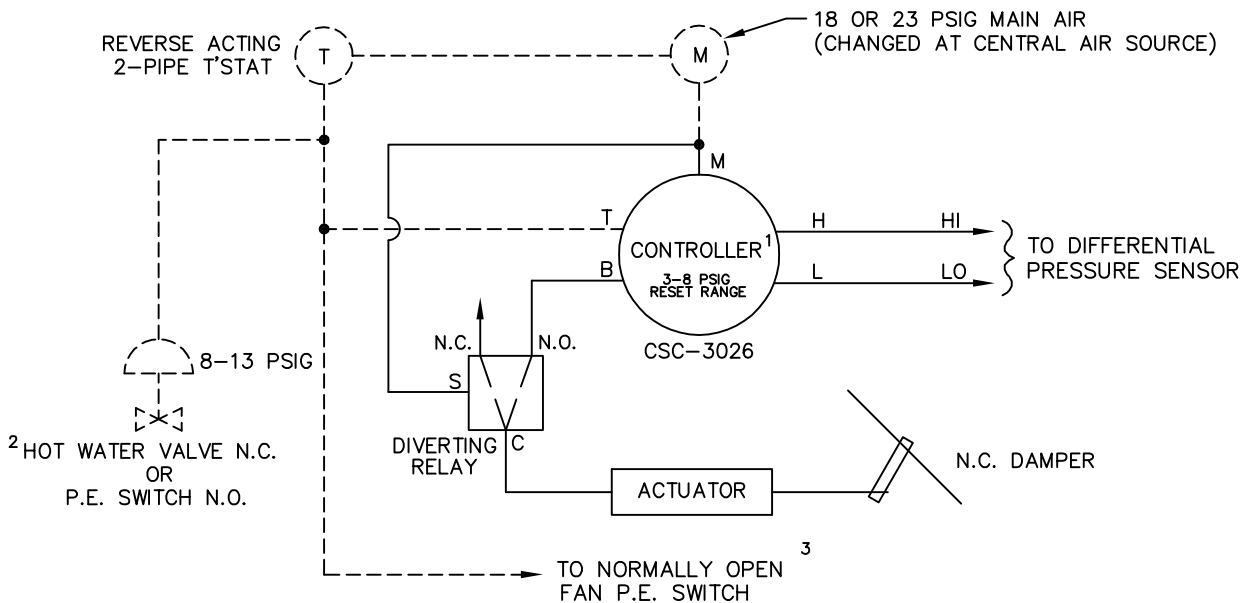 18 OR 23 PSIG MAIN AIR
(CHANGED AT CENTRAL AIR SOURCE)
REVERSE ACTING
2-PIPE T'STAT
T
M
M
T
H
HI
CONTROLLER¹
TO DIFFERENTIAL
PRESSURE SENSOR
B
3-8 PSIG
RESET RANGE
L
LO
N.C.
N.O.
CSC-3026
8-13 PSIG
S
² HOT WATER VALVE N.C.
OR
P.E. SWITCH N.O.
DIVERTING
RELAY
C
N.C. DAMPER
ACTUATOR
3
TO NORMALLY OPEN
FAN P.E. SWITCH